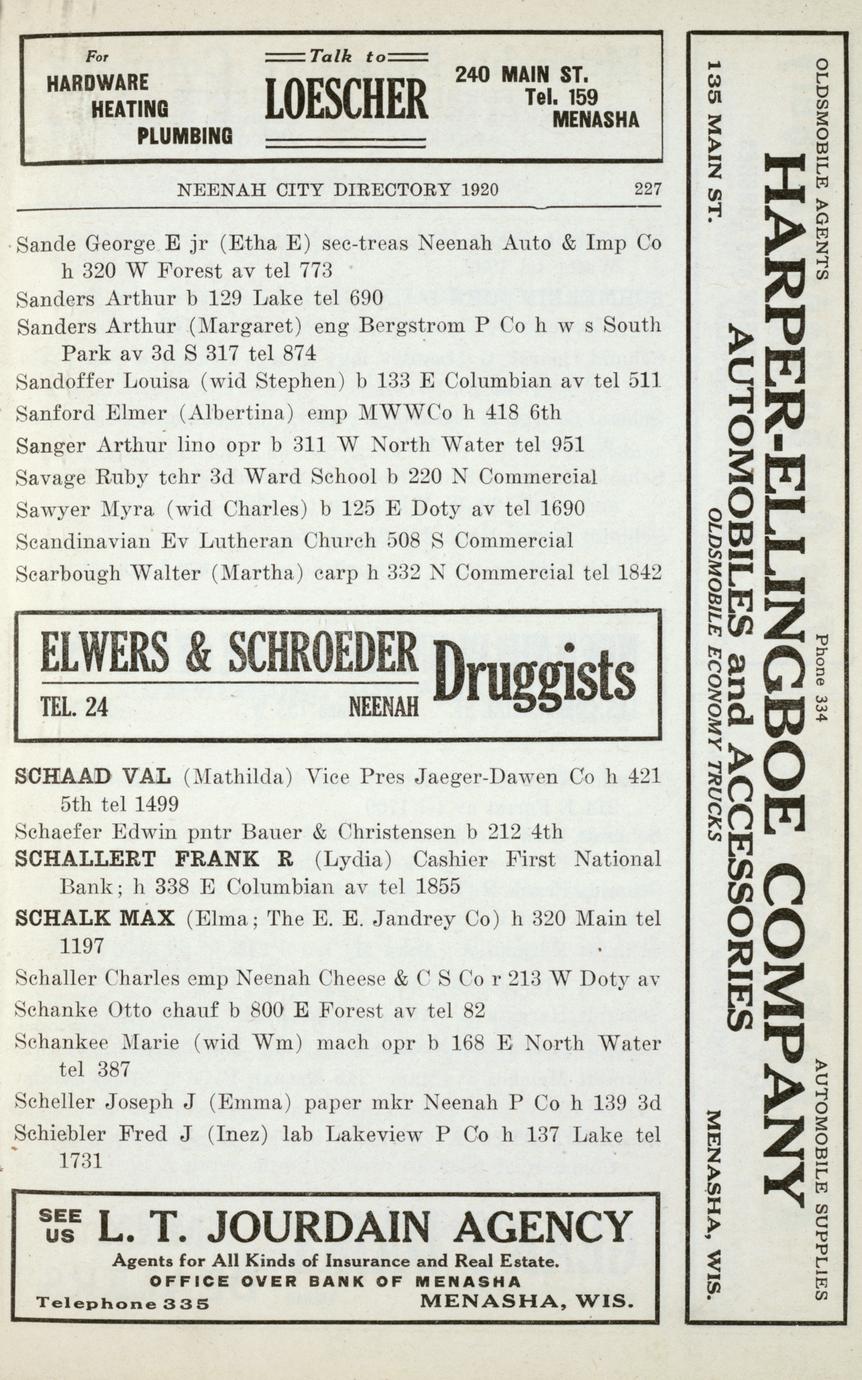 For
HARDWARE
HEATING
PLUMBING
Talk to
LOESCHER
240 MAIN ST.
Tel. 159
MENASHA
NEENAH CITY DIRECTORY 1920 227
Sande George E jr (Etha E) sec-treas Neenah Auto & Imp Co
h 320 W Forest av tel 773
Sanders Arthur b 129 Lake tel 690
Sanders Arthur (Margaret) eng Bergstrom P Co h w s South
Park av 3d S 317 tel 874
Sandoffer Louisa (wid Stephen) b 133 E Columbian av tel 511
Sanford Elmer (Albertina) emp MWWCo h 418 6th
Sanger Arthur lino opr b 311 W North Water tel 951
Savage Ruby tchr 3d Ward School b 220 N Commercial
Sawyer Myra (wid Charles) b 125 E Doty av tel 1690
Scandinavian Ev Lutheran Church 508 S Commercial
Scarbough Walter (Martha) carp h 332 N Commercial tel 1842
ELWERS & SCHROEDER
TEL. 24 NEENAH
Druggists
SCHAAD VAL (Mathilda) Vice Pres Jaeger-Dawen Co h 421
5th tel 1499
Schaefer Edwin pntr Bauer & Christensen b 212 4th
SCHALLERT FRANK R (Lydia) Cashier First National
Bank; h 338 E Columbian av tel 1855
SCHALK MAX (Elma; The E. E. Jandrey Co) h 320 Main tel
1197
Schaller Charles emp Neenah Cheese & C S Co r 213 W Doty av
Schanke Otto chauf b 800 E Forest av tel 82
Schankee Marie (wid Wm) mach opr b 168 E North Water
tel 387
Scheller Joseph J (Emma) paper mkr Neenah P Co h 139 3d
Schiebler Fred J (Inez) lab Lakeview P Co h 137 Lake tel
1731
SEE US L. T. JOURDAIN AGENCY
Agents for All Kinds of Insurance and Real Estate.
OFFICE OVER BANK OF MENASHA
Telephone 335 MENASHA, WIS.
OLDSMOBILE AGENTS Phone 334 AUTOMOBILE SUPPLIES
HARPER-ELLINGBOE COMPANY
AUTOMOBILES and ACCESSORIES
135 MAIN ST. OLDSMOBILE ECONOMY TRUCKS MENASHA, WIS.